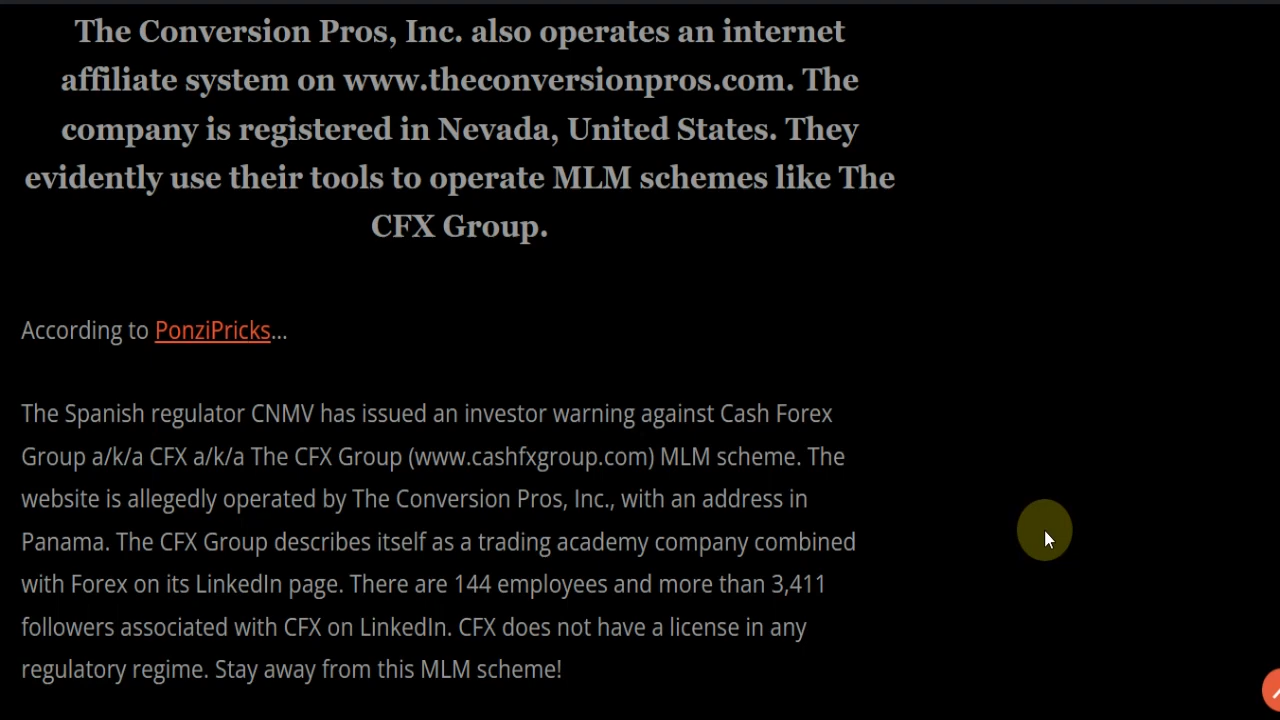 The Conversion Pros, Inc. also operates an internet
affiliate system on www.theconversionpros.com. The
company is registered in Nevada, United States. They
evidently use their tools to operate MLM schemes like The
CFX Group.
According to PonziPricks...
The Spanish regulator CNMV has issued an investor warning against Cash Forex
Group a/k/a CFX a/k/a The CFX Group (www.cashfxgroup.com) MLM scheme. The
website is allegedly operated by The Conversion Pros, Inc., with an address in
Panama. The CFX Group describes itself as a trading academy company combined
with Forex on its LinkedIn page. There are 144 employees and more than 3,411
followers associated with CFX on LinkedIn. CFX does not have a license in any
regulatory regime. Stay away from this MLM scheme!